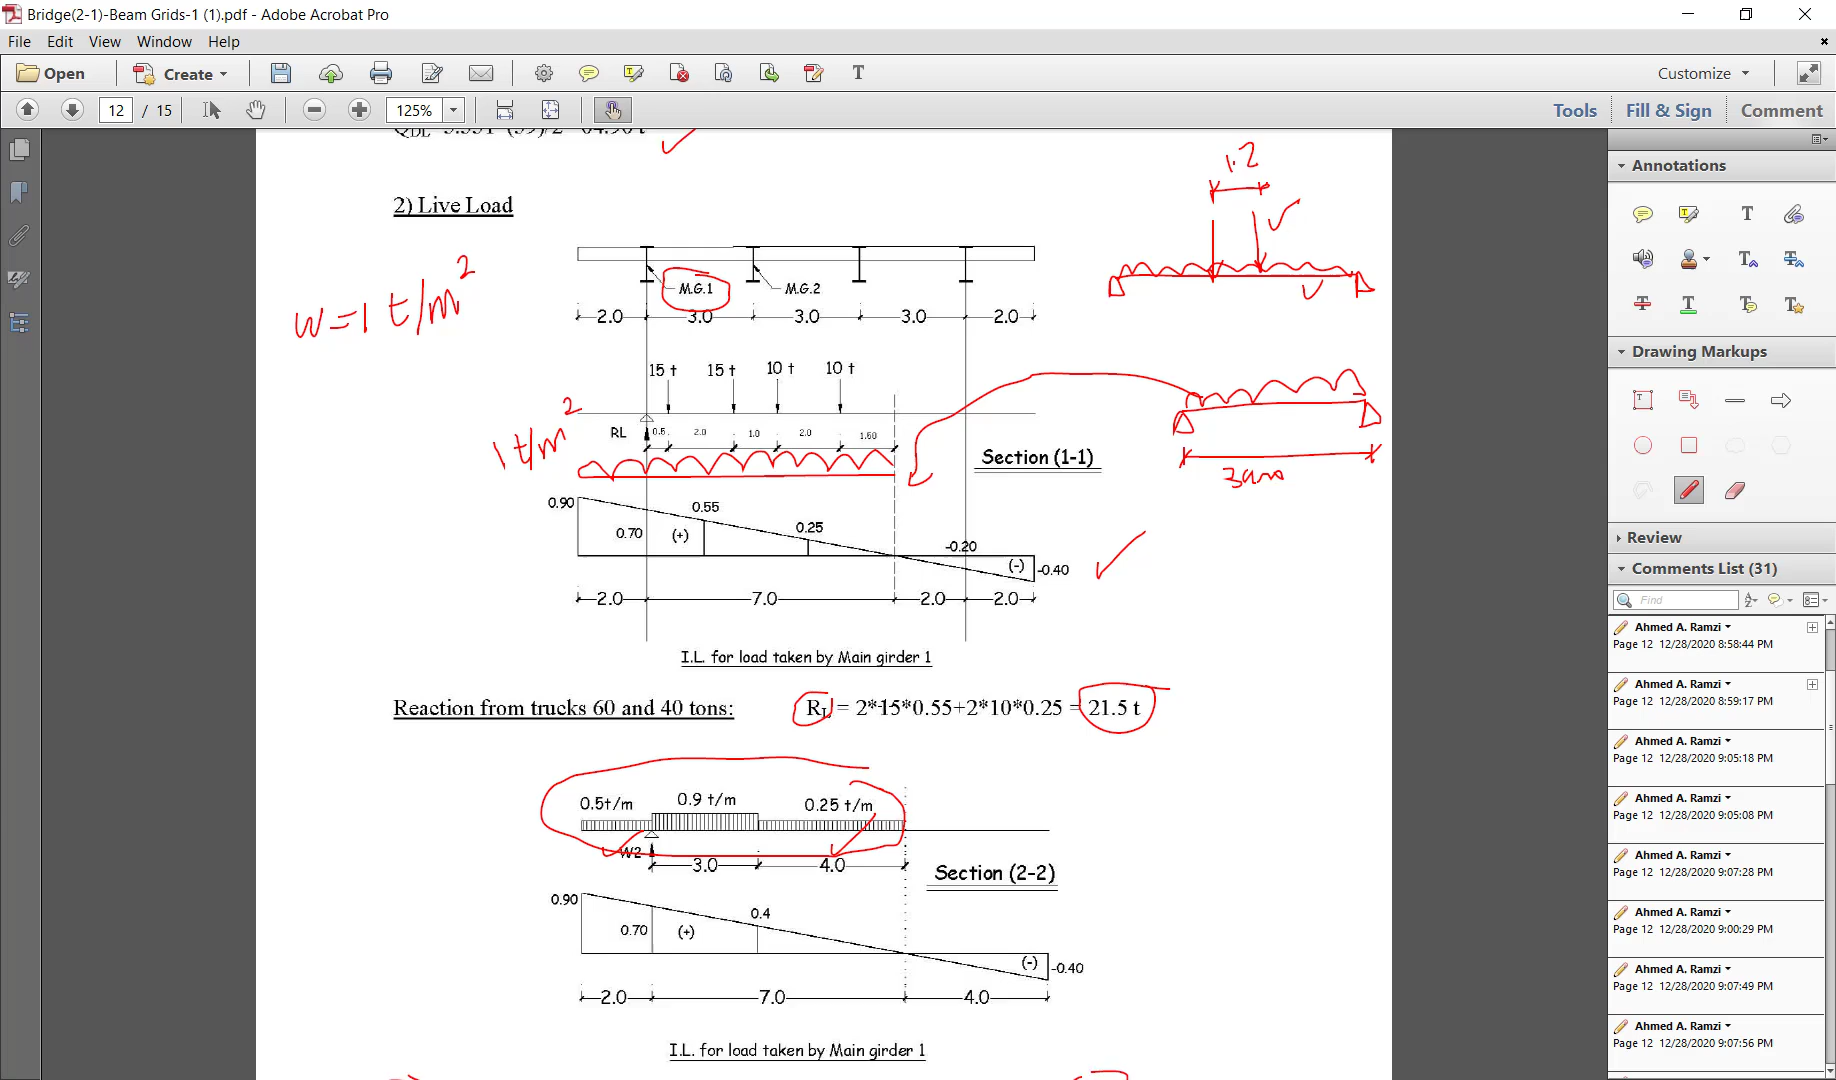 Bridge(2-1)-Beam Grids-1 (1).pdf - Adobe Acrobat Pro
File Edit View Window Help
Open Create Customize
12 / 15 125% Tools Fill & Sign Comment
2) Live Load
w=1 t/m2
1.2
M.G.1 M.G.2
2.0 3.0 3.0 3.0 2.0
15 t 15 t 10 t 10 t
1 t/m2
RL 0.5 2.0 1.0 2.0 1.50
Section (1-1)
0.90 0.70 (+) 0.55 0.25 -0.20 (-) -0.40
2.0 7.0 2.0 2.0
I.L. for load taken by Main girder 1
Reaction from trucks 60 and 40 tons: RL = 2*15*0.55+2*10*0.25 = 21.5 t
0.5t/m 0.9 t/m 0.25 t/m
W2 3.0 4.0
Section (2-2)
0.90 0.70 (+) 0.4 (-) -0.40
2.0 7.0 4.0
I.L. for load taken by Main girder 1
Annotations
Drawing Markups
Review
Comments List (31)
Find
Ahmed A. Ramzi
Page 12 12/28/2020 8:58:44 PM
Ahmed A. Ramzi
Page 12 12/28/2020 8:59:17 PM
Ahmed A. Ramzi
Page 12 12/28/2020 9:05:18 PM
Ahmed A. Ramzi
Page 12 12/28/2020 9:05:08 PM
Ahmed A. Ramzi
Page 12 12/28/2020 9:07:28 PM
Ahmed A. Ramzi
Page 12 12/28/2020 9:00:29 PM
Ahmed A. Ramzi
Page 12 12/28/2020 9:07:49 PM
Ahmed A. Ramzi
Page 12 12/28/2020 9:07:56 PM